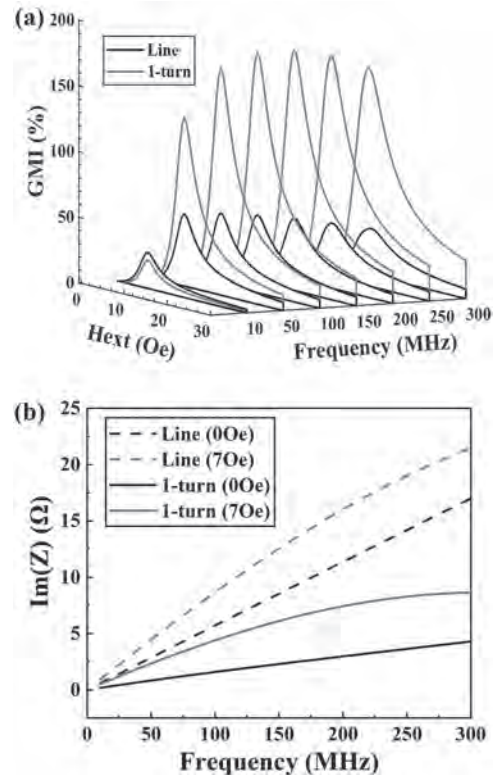 (a)
200
150
100
50
0
GMI (%)
Line
1-turn
0
10
20
30
Hext (Oe)
10
50
100
150
200
250
300
Frequency (MHz)
(b)
25
20
15
10
5
0
Im(Z) (Ω)
Line (0Oe)
Line (7Oe)
1-turn (0Oe)
1-turn (7Oe)
50
100
150
200
250
300
Frequency (MHz)